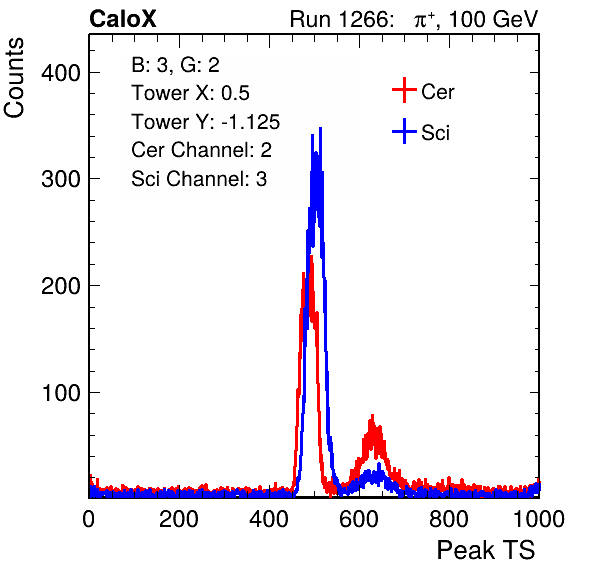 CaloX Run 1266: π⁺, 100 GeV
Counts
B: 3, G: 2
Tower X: 0.5
Tower Y: -1.125
Cer Channel: 2
Sci Channel: 3
Cer
Sci
400
300
200
100
0 200 400 600 800 1000
Peak TS